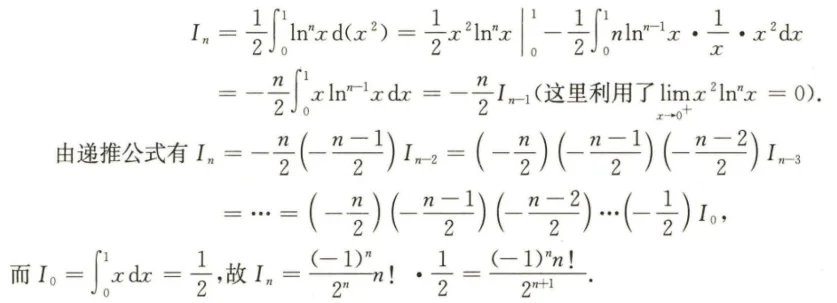 $I_n = \frac{1}{2}\int_0^1 \ln^n x \, \mathrm{d}(x^2) = \frac{1}{2}x^2\ln^n x \Big|_0^1 - \frac{1}{2}\int_0^1 n\ln^{n-1}x \cdot \frac{1}{x} \cdot x^2 \mathrm{d}x$
$= -\frac{n}{2}\int_0^1 x\ln^{n-1}x \, \mathrm{d}x = -\frac{n}{2}I_{n-1}$(这里利用了$\lim_{x \to 0^+} x^2\ln^n x = 0$).
由递推公式有 $I_n = -\frac{n}{2}\left(-\frac{n-1}{2}\right)I_{n-2} = \left(-\frac{n}{2}\right)\left(-\frac{n-1}{2}\right)\left(-\frac{n-2}{2}\right)I_{n-3}$
$= \cdots = \left(-\frac{n}{2}\right)\left(-\frac{n-1}{2}\right)\left(-\frac{n-2}{2}\right)\cdots\left(-\frac{1}{2}\right)I_0$,
而 $I_0 = \int_0^1 x\,\mathrm{d}x = \frac{1}{2}$,故 $I_n = \frac{(-1)^n}{2^n}n! \cdot \frac{1}{2} = \frac{(-1)^n n!}{2^{n+1}}$.